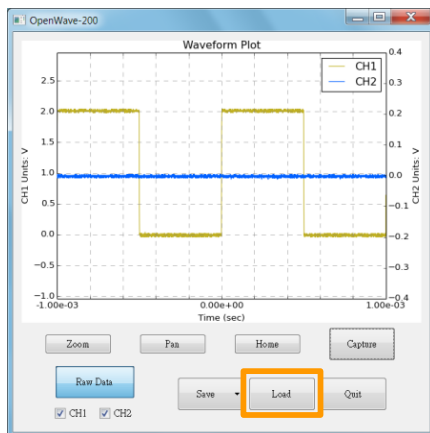 OpenWave-200
Waveform Plot
CH1
CH2
2.5
2.0
1.5
1.0
0.5
0.0
−0.5
−1.0
CH1 Units: V
0.4
0.3
0.2
0.1
0.0
−0.1
−0.2
−0.3
−0.4
CH2 Units: V
-1.00e-03 0.00e+00 1.00e-03
Time (sec)
Zoom Pan Home Capture
Raw Data Save Load Quit
CH1 CH2